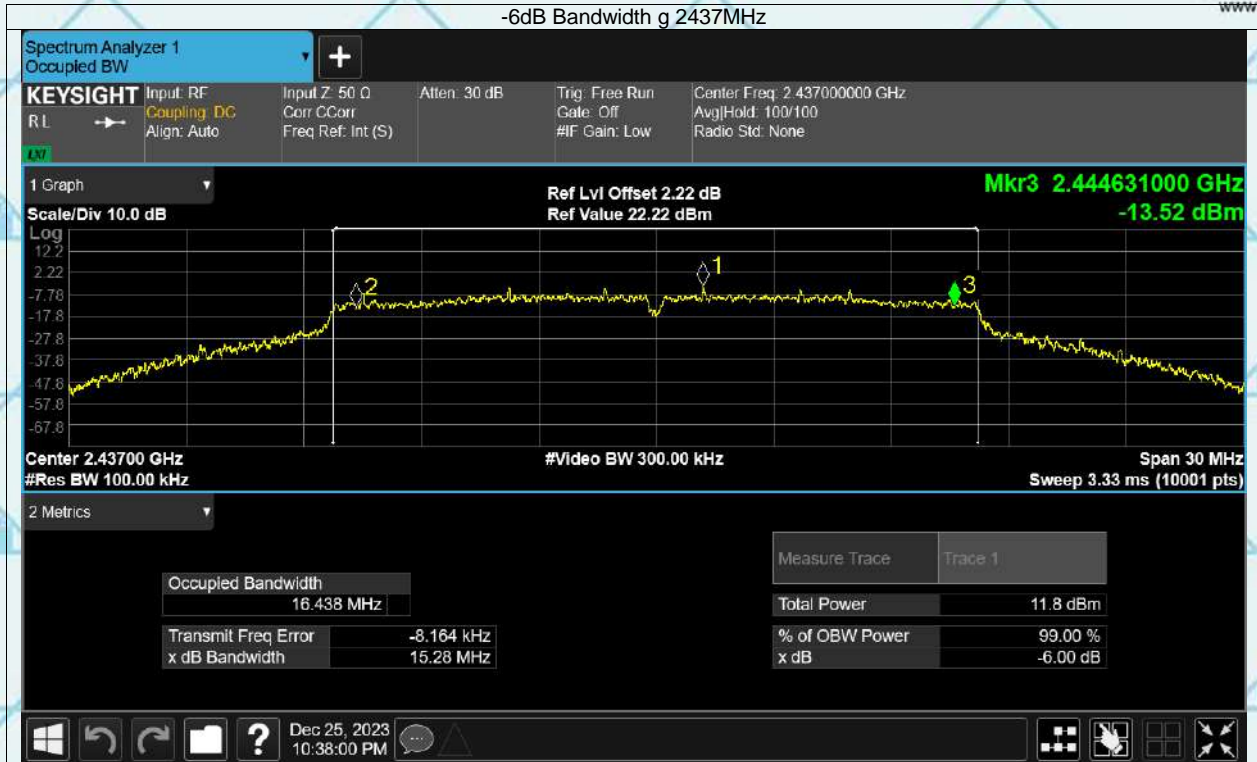 -6dB Bandwidth g 2437MHz
www
Spectrum Analyzer 1
Occupied BW
+
KEYSIGHT
RL
LXI
Input: RF
Coupling: DC
Align: Auto
Input Z: 50 Ω
Corr CCorr
Freq Ref: Int (S)
Atten: 30 dB
Trig: Free Run
Gate: Off
#IF Gain: Low
Center Freq: 2.437000000 GHz
Avg|Hold: 100/100
Radio Std: None
1 Graph
Scale/Div 10.0 dB
Ref Lvl Offset 2.22 dB
Ref Value 22.22 dBm
Mkr3 2.444631000 GHz
-13.52 dBm
Log
12.2
2.22
-7.78
-17.8
-27.8
-37.8
-47.8
-57.8
-67.8
1
2
3
Center 2.43700 GHz
#Res BW 100.00 kHz
#Video BW 300.00 kHz
Span 30 MHz
Sweep 3.33 ms (10001 pts)
2 Metrics
Measure Trace Trace 1
Occupied Bandwidth
16.438 MHz
Total Power 11.8 dBm
Transmit Freq Error -8.164 kHz
x dB Bandwidth 15.28 MHz
% of OBW Power 99.00 %
x dB -6.00 dB
?
Dec 25, 2023
10:38:00 PM